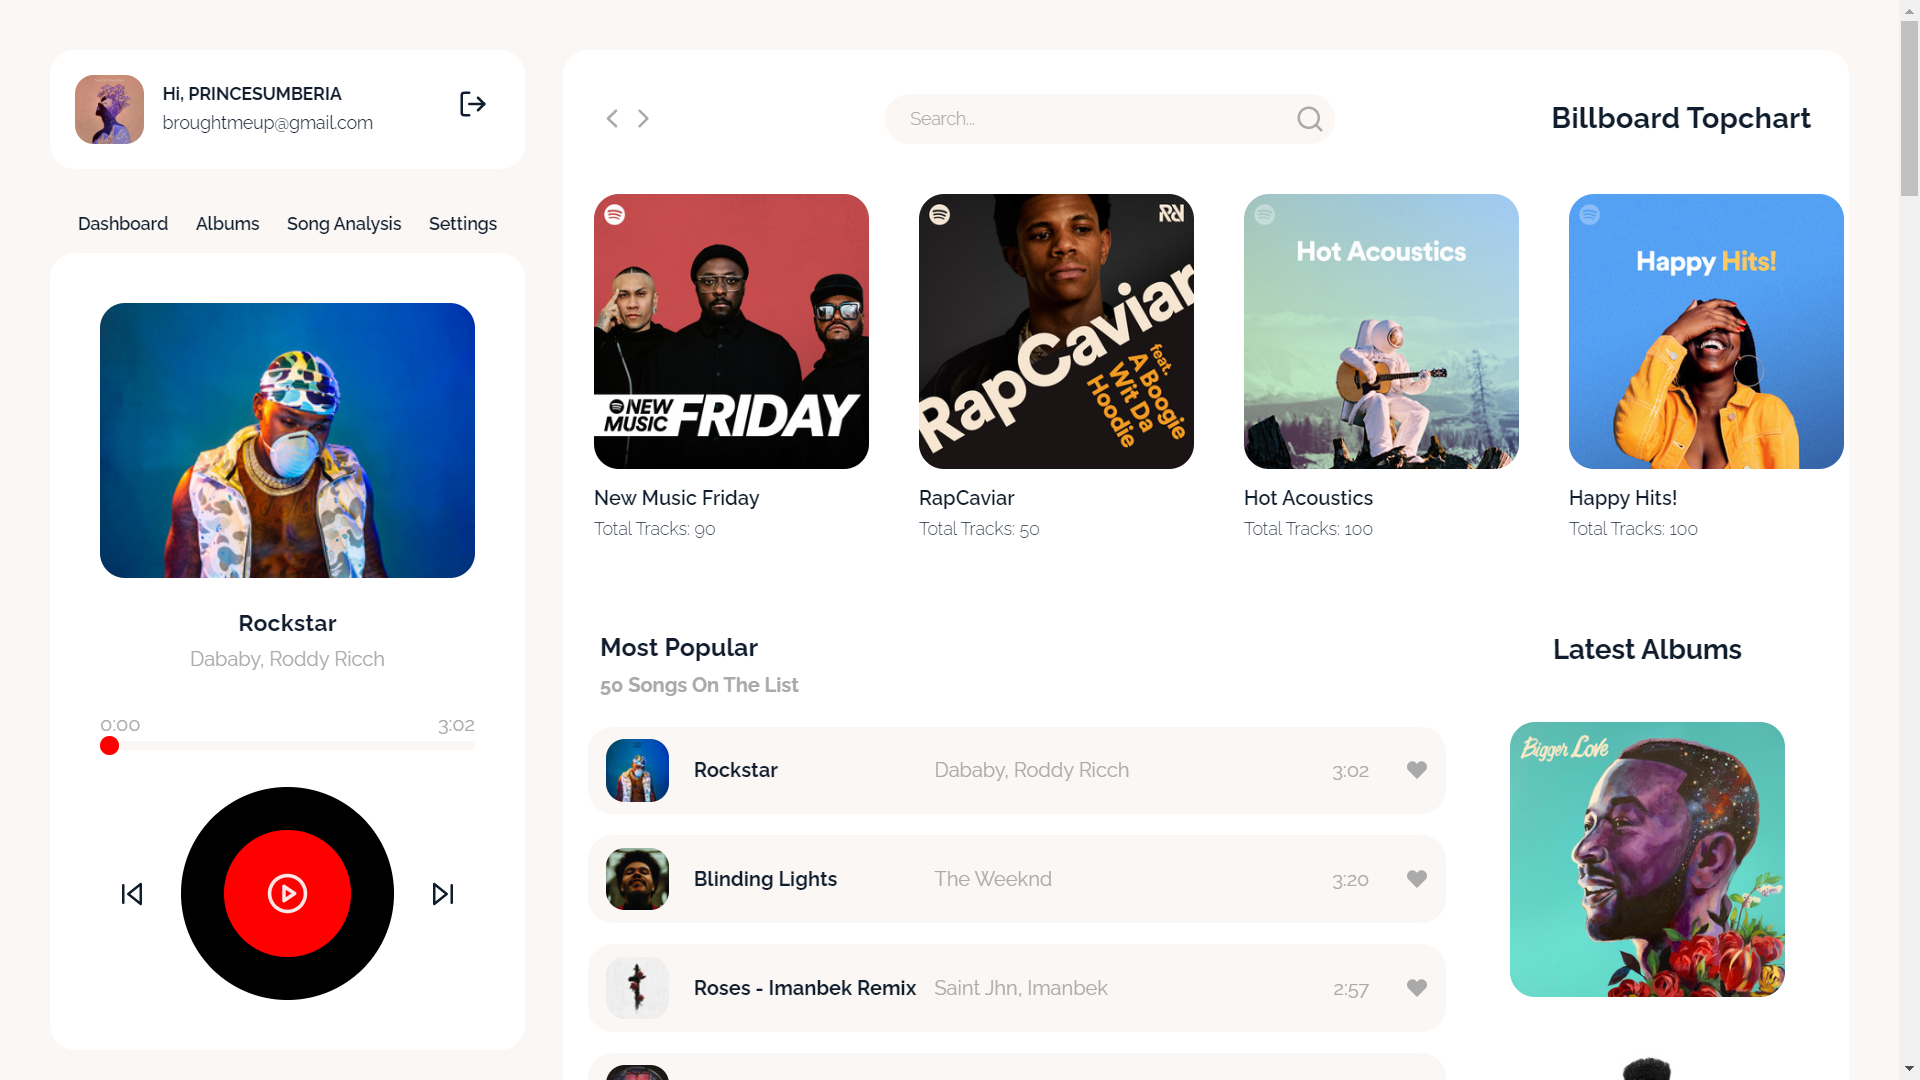 Hi, PRINCESUMBERIA
broughtmeup@gmail.com
Dashboard
Albums
Song Analysis
Settings
Rockstar
Dababy, Roddy Ricch
0:00
3:02
Search...
Billboard Topchart
NEW MUSIC FRIDAY
RN
RapCaviar
feat.
A Boogie
Wit Da
Hoodie
Hot Acoustics
Happy Hits!
New Music Friday
Total Tracks: 90
RapCaviar
Total Tracks: 50
Hot Acoustics
Total Tracks: 100
Happy Hits!
Total Tracks: 100
Most Popular
50 Songs On The List
Rockstar
Dababy, Roddy Ricch
3:02
Blinding Lights
The Weeknd
3:20
Roses - Imanbek Remix
Saint Jhn, Imanbek
2:57
Latest Albums
Bigger Love